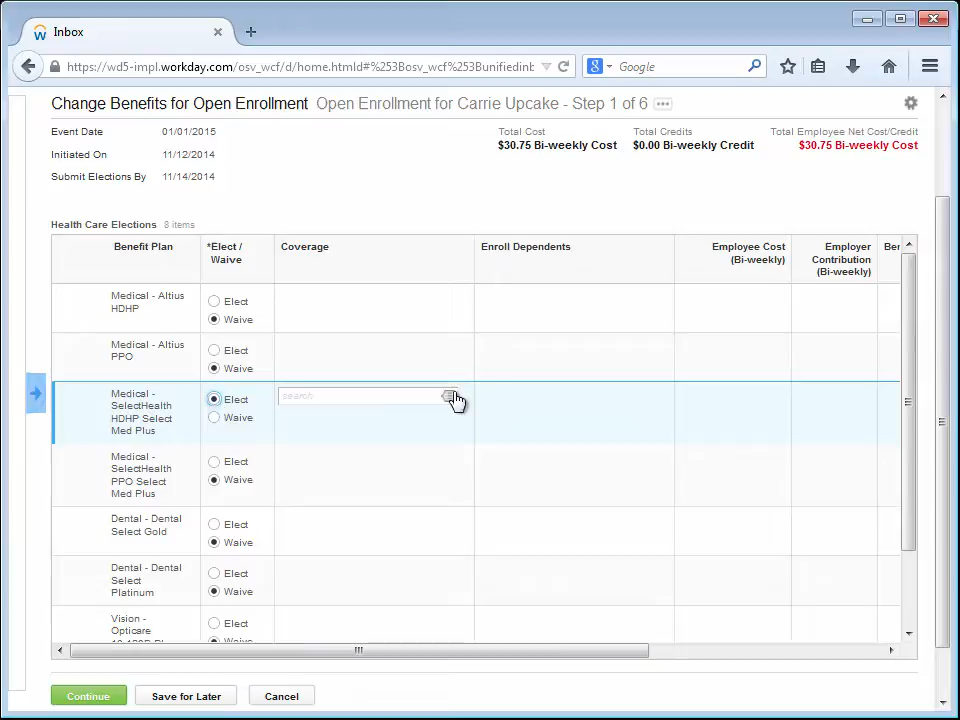 Inbox
https://wd5-impl.workday.com/osv_wcf/d/home.htmld#%253Bosv_wcf%253Bunifiedinb
Google
Change Benefits for Open Enrollment Open Enrollment for Carrie Upcake - Step 1 of 6
Event Date 01/01/2015
Initiated On 11/12/2014
Submit Elections By 11/14/2014
Total Cost Total Credits Total Employee Net Cost/Credit
$30.75 Bi-weekly Cost $0.00 Bi-weekly Credit $30.75 Bi-weekly Cost
Health Care Elections 8 items
Benefit Plan
*Elect /
Waive
Coverage
Enroll Dependents
Employee Cost
(Bi-weekly)
Employer
Contribution
(Bi-weekly)
Ber
Medical - Altius
HDHP
Elect
Waive
Medical - Altius
PPO
Elect
Waive
Medical -
SelectHealth
HDHP Select
Med Plus
Elect
Waive
search
Medical -
SelectHealth
PPO Select
Med Plus
Elect
Waive
Dental - Dental
Select Gold
Elect
Waive
Dental - Dental
Select
Platinum
Elect
Waive
Vision -
Opticare
Elect
Waive
Continue Save for Later Cancel